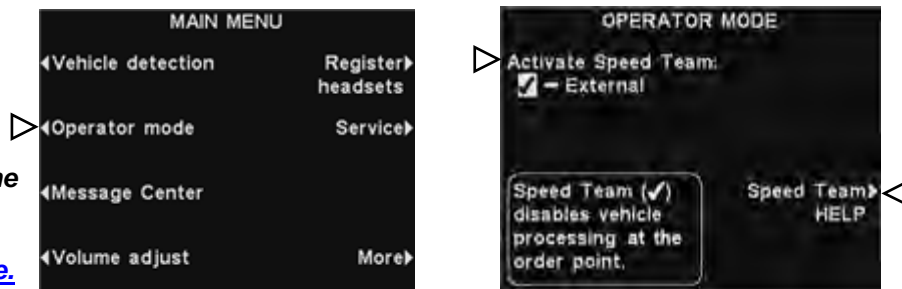 MAIN MENU
◂Vehicle detection
Register▸
headsets
◂Operator mode
Service▸
◂Message Center
◂Volume adjust
More▸
e.
OPERATOR MODE
Activate Speed Team:
✓ – External
Speed Team (✓)
disables vehicle
processing at the
order point.
Speed Team▸
HELP